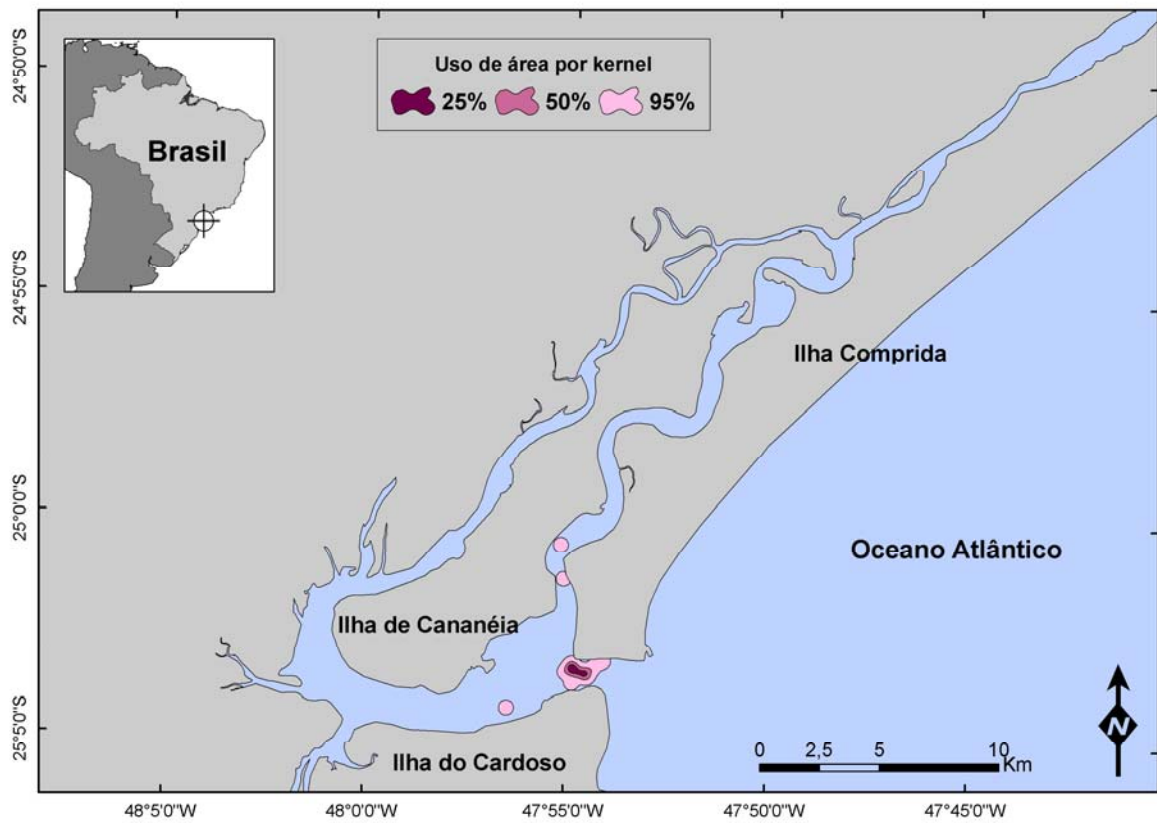 Uso de área por kernel
25% 50% 95%
Brasil
24°50'0"S
24°55'0"S
25°0'0"S
25°5'0"S
Ilha Comprida
Oceano Atlântico
Ilha de Cananéia
Ilha do Cardoso
0 2,5 5 10
Km
N
48°5'0"W 48°0'0"W 47°55'0"W 47°50'0"W 47°45'0"W